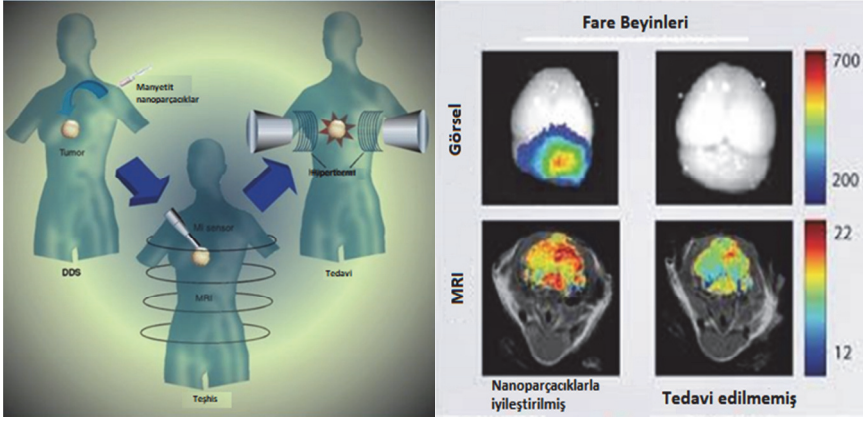 Manyetit
nanoparçacıklar
Tumor
DDS
MI sensor
MRI
Teşhis
Tedavi
Fare Beyinleri
Görsel
700
200
MRI
22
12
Nanoparçacıklarla
iyileştirilmiş
Tedavi edilmemiş